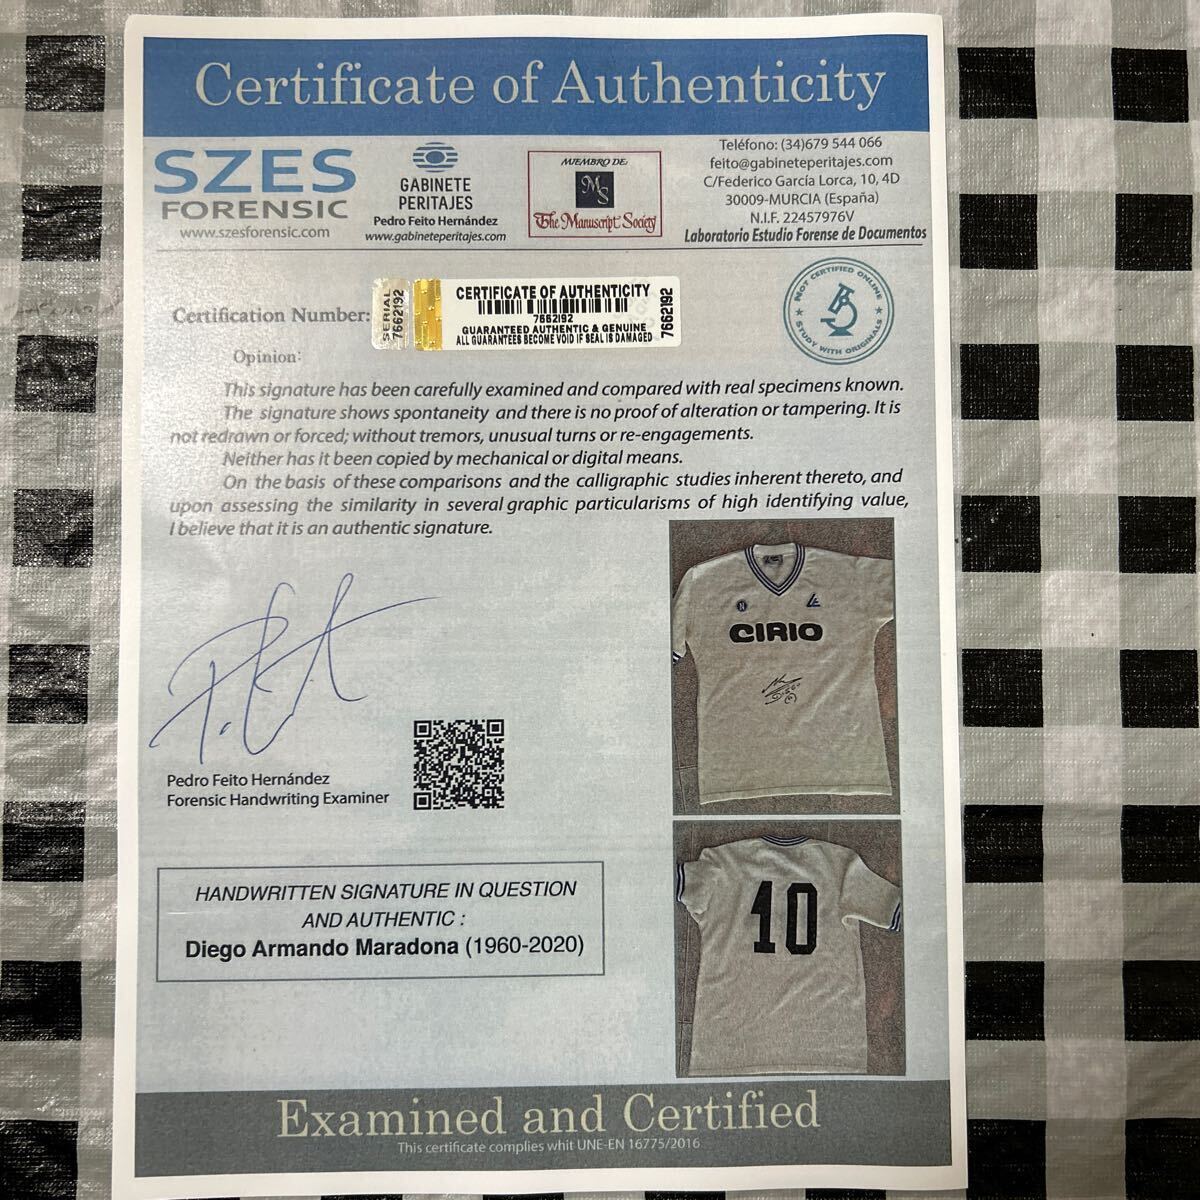 Certificate of Authenticity
SZES
FORENSIC
www.szesforensic.com
GABINETE
PERITAJES
Pedro Feito Hernández
www.gabineteperitajes.com
MIEMBRO DE:
MS
The Manuscript Society
Teléfono: (34)679 544 066
feito@gabineteperitajes.com
C/Federico García Lorca, 10, 4D
30009-MURCIA (España)
N.I.F. 22457976V
Laboratorio Estudio Forense de Documentos
Certification Number:
SERIAL
7662192
CERTIFICATE OF AUTHENTICITY
7662192
GUARANTEED AUTHENTIC & GENUINE
ALL GUARANTEES BECOME VOID IF SEAL IS DAMAGED
7662192
NOT CERTIFIED ONLINE
STUDY WITH ORIGINALS
Opinion:
This signature has been carefully examined and compared with real specimens known.
The signature shows spontaneity and there is no proof of alteration or tampering. It is
not redrawn or forced; without tremors, unusual turns or re-engagements.
Neither has it been copied by mechanical or digital means.
On the basis of these comparisons and the calligraphic studies inherent thereto, and
upon assessing the similarity in several graphic particularisms of high identifying value,
I believe that it is an authentic signature.
N
CIRIO
Pedro Feito Hernández
Forensic Handwriting Examiner
10
HANDWRITTEN SIGNATURE IN QUESTION
AND AUTHENTIC :
Diego Armando Maradona (1960-2020)
Examined and Certified
This certificate complies whit UNE-EN 16775/2016